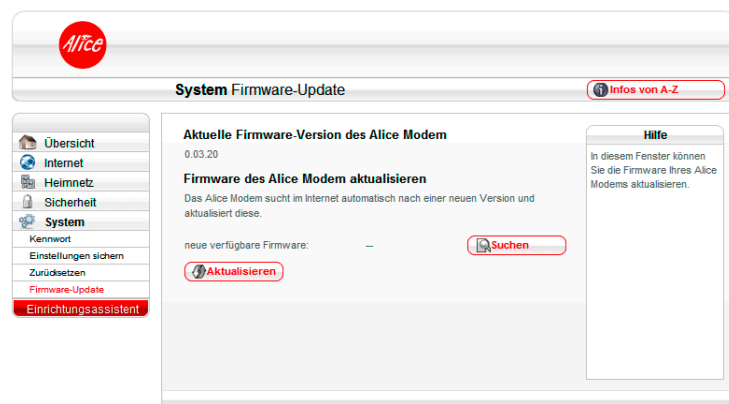 Alice
System Firmware-Update
Infos von A-Z
Übersicht
Internet
Heimnetz
Sicherheit
System
Kennwort
Einstellungen sichern
Zurücksetzen
Firmware-Update
Einrichtungsassistent
Aktuelle Firmware-Version des Alice Modem
0.03.20
Firmware des Alice Modem aktualisieren
Das Alice Modem sucht im Internet automatisch nach einer neuen Version und
aktualisiert diese.
neue verfügbare Firmware: -- Suchen
Aktualisieren
Hilfe
In diesem Fenster können
Sie die Firmware Ihres Alice
Modems aktualisieren.